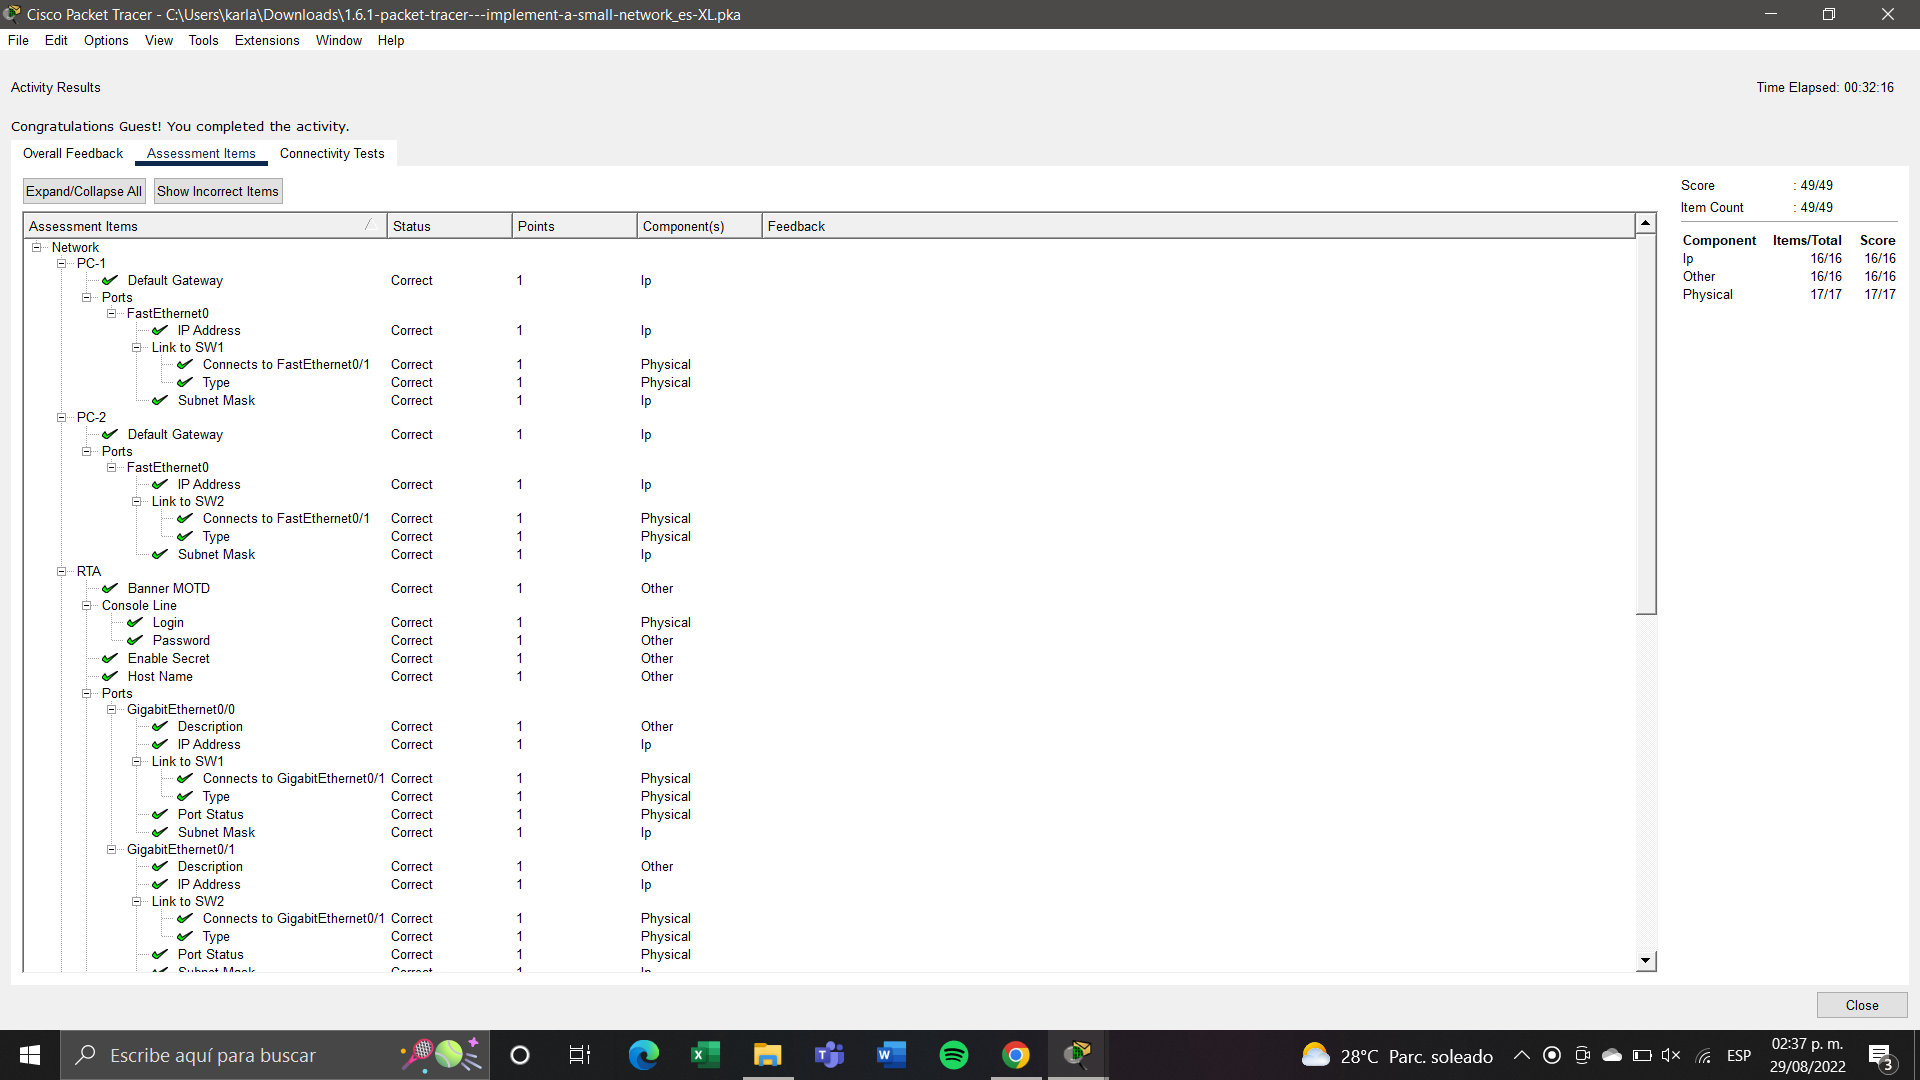 Cisco Packet Tracer - C:\Users\karla\Downloads\1.6.1-packet-tracer---implement-a-small-network_es-XL.pka
File Edit Options View Tools Extensions Window Help
Activity Results
Time Elapsed: 00:32:16
Congratulations Guest! You completed the activity.
Overall Feedback Assessment Items Connectivity Tests
Expand/Collapse All Show Incorrect Items
Assessment Items Status Points Component(s) Feedback
Network
PC-1
Default Gateway Correct 1 Ip
Ports
FastEthernet0
IP Address Correct 1 Ip
Link to SW1
Connects to FastEthernet0/1 Correct 1 Physical
Type Correct 1 Physical
Subnet Mask Correct 1 Ip
PC-2
Default Gateway Correct 1 Ip
Ports
FastEthernet0
IP Address Correct 1 Ip
Link to SW2
Connects to FastEthernet0/1 Correct 1 Physical
Type Correct 1 Physical
Subnet Mask Correct 1 Ip
RTA
Banner MOTD Correct 1 Other
Console Line
Login Correct 1 Physical
Password Correct 1 Other
Enable Secret Correct 1 Other
Host Name Correct 1 Other
Ports
GigabitEthernet0/0
Description Correct 1 Other
IP Address Correct 1 Ip
Link to SW1
Connects to GigabitEthernet0/1 Correct 1 Physical
Type Correct 1 Physical
Port Status Correct 1 Physical
Subnet Mask Correct 1 Ip
GigabitEthernet0/1
Description Correct 1 Other
IP Address Correct 1 Ip
Link to SW2
Connects to GigabitEthernet0/1 Correct 1 Physical
Type Correct 1 Physical
Port Status Correct 1 Physical
Subnet Mask Correct 1 Ip
Score : 49/49
Item Count : 49/49
Component Items/Total Score
Ip 16/16 16/16
Other 16/16 16/16
Physical 17/17 17/17
Close
Escribe aquí para buscar
28°C Parc. soleado
ESP
02:37 p. m.
29/08/2022
3